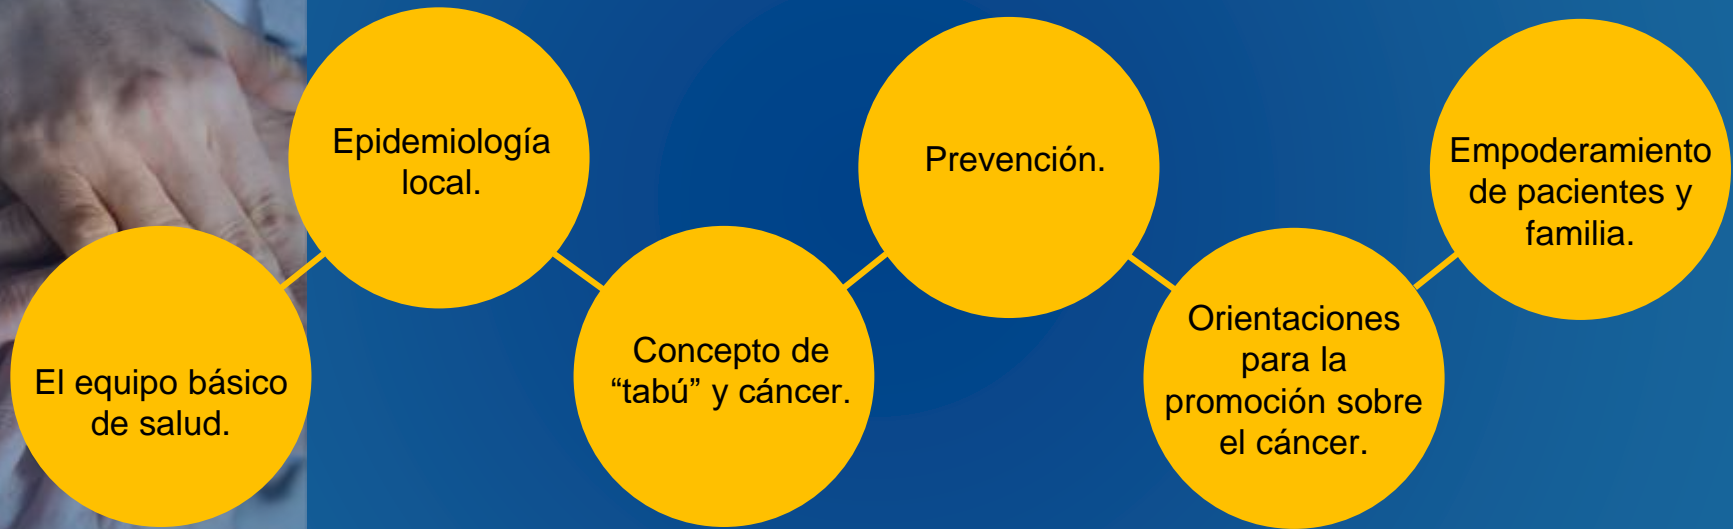 El equipo básico
de salud.
Epidemiología
local.
Concepto de
“tabú” y cáncer.
Prevención.
Orientaciones
para la
promoción sobre
el cáncer.
Empoderamiento
de pacientes y
familia.